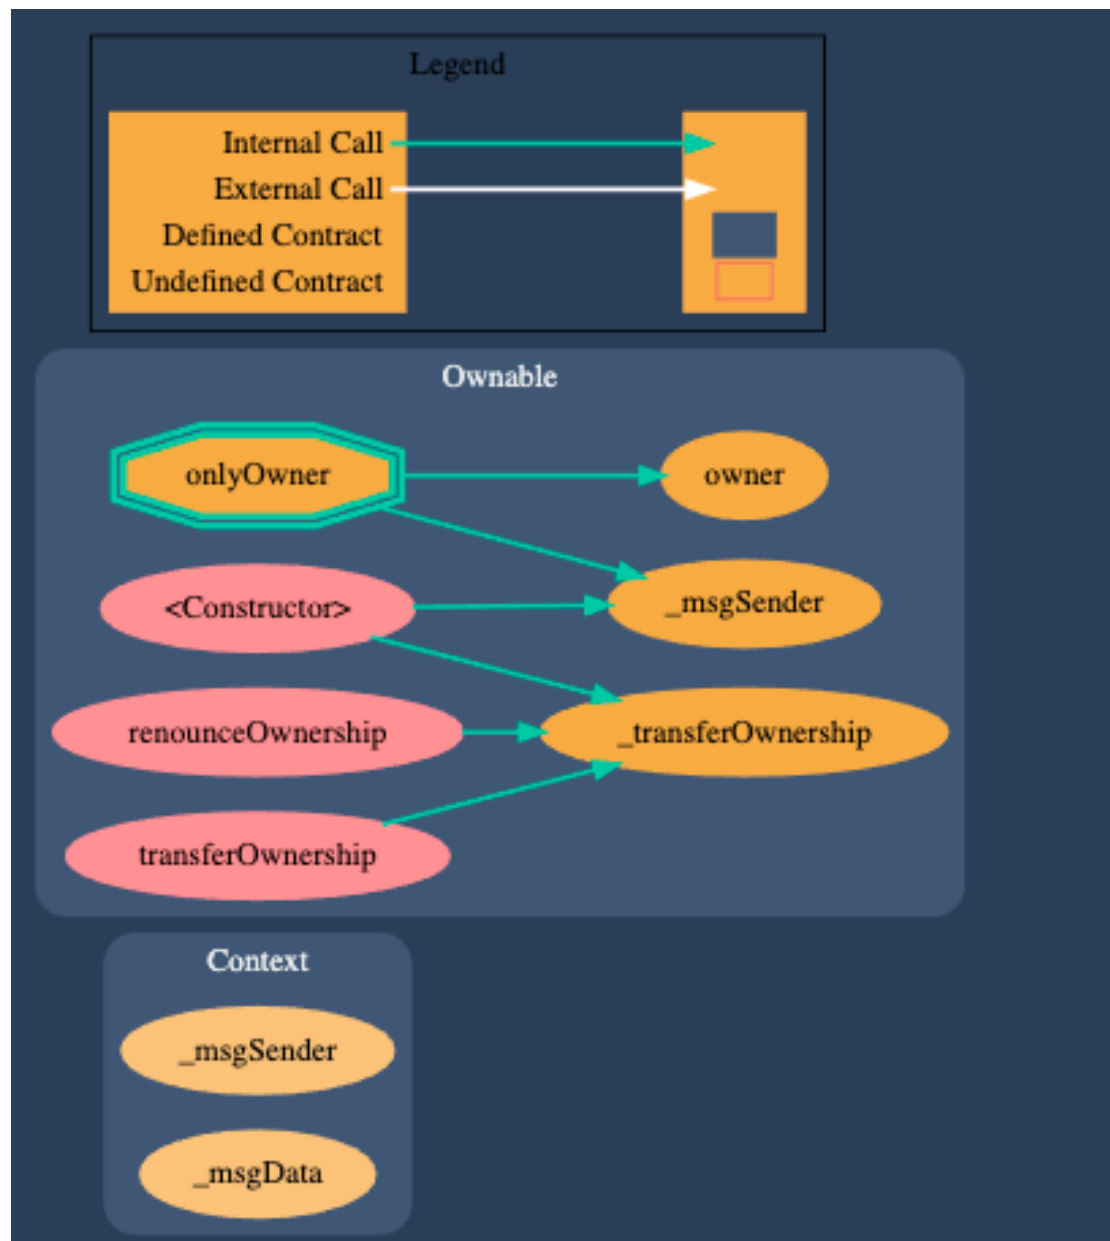 Legend
Internal Call
External Call
Defined Contract
Undefined Contract
Ownable
onlyOwner
owner
<Constructor>
_msgSender
renounceOwnership
_transferOwnership
transferOwnership
Context
_msgSender
_msgData